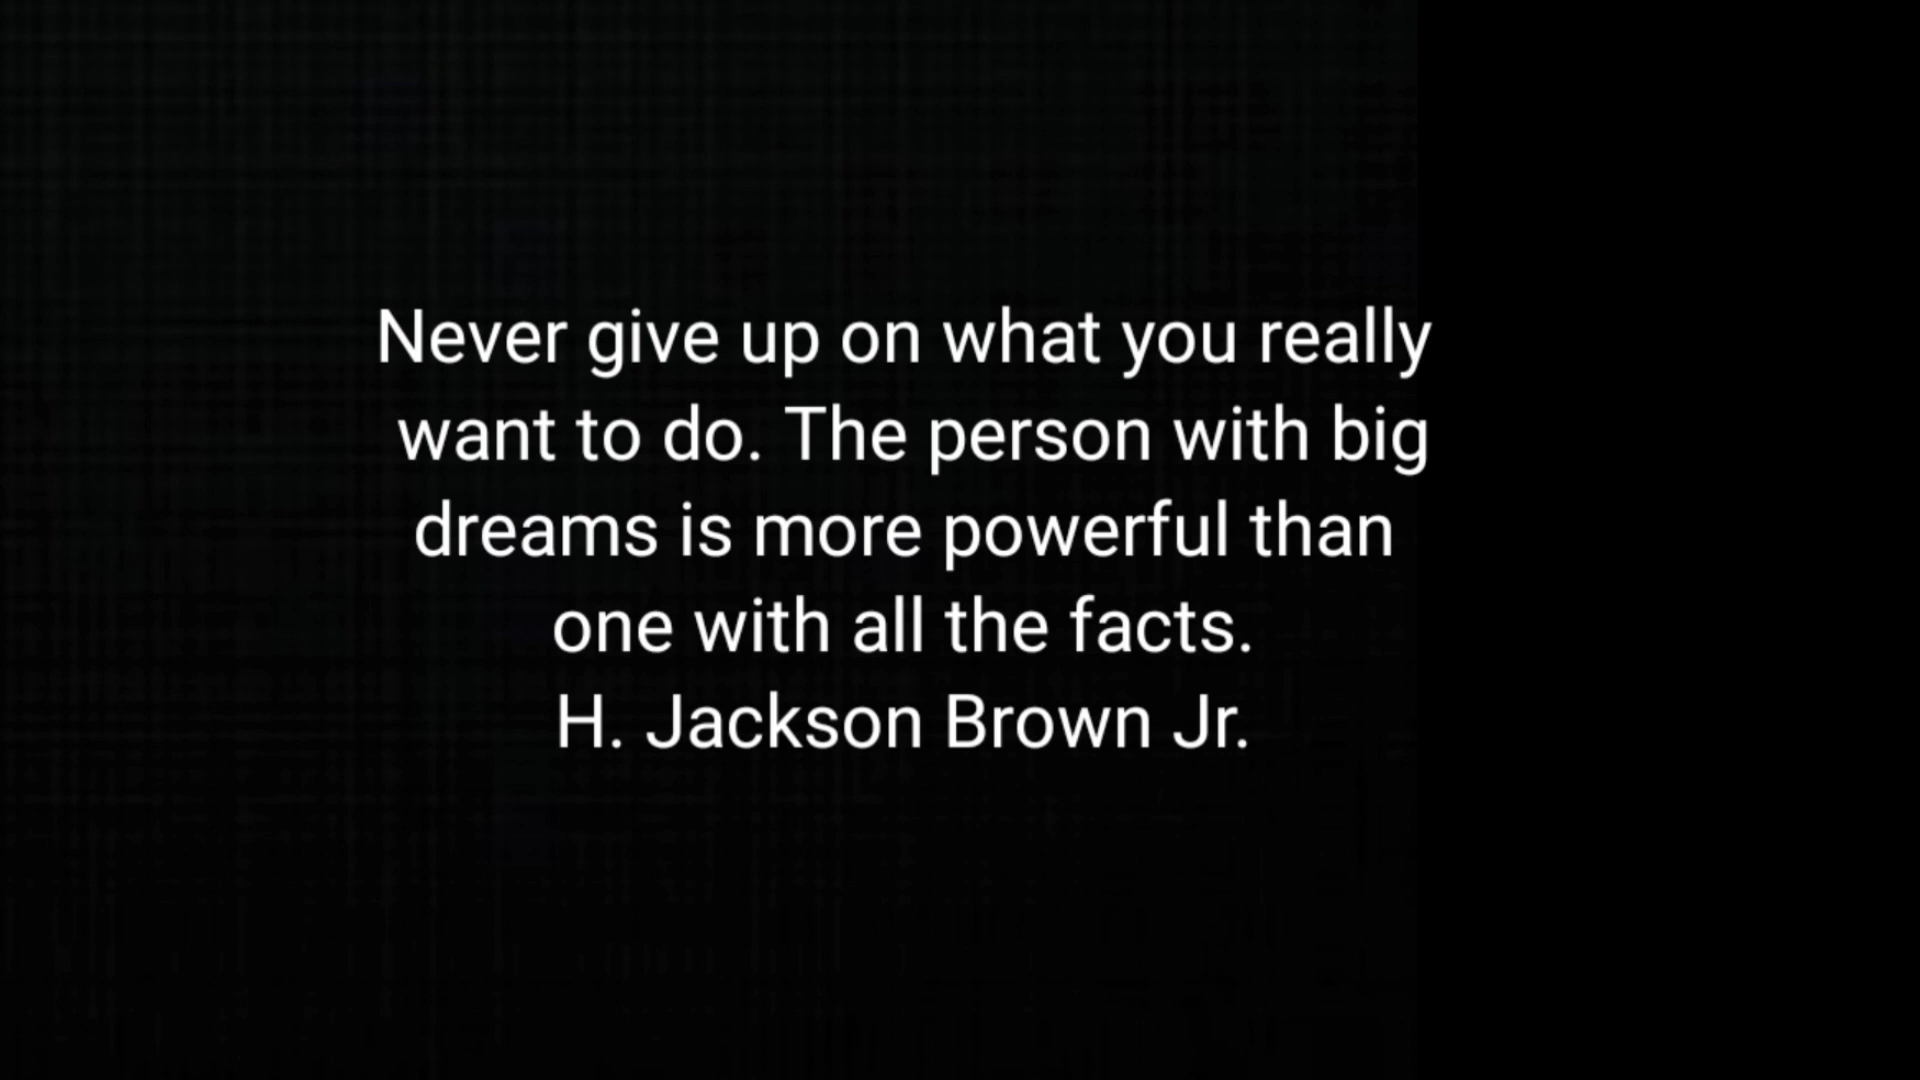 Never give up on what you really
want to do. The person with big
dreams is more powerful than
one with all the facts.
H. Jackson Brown Jr.